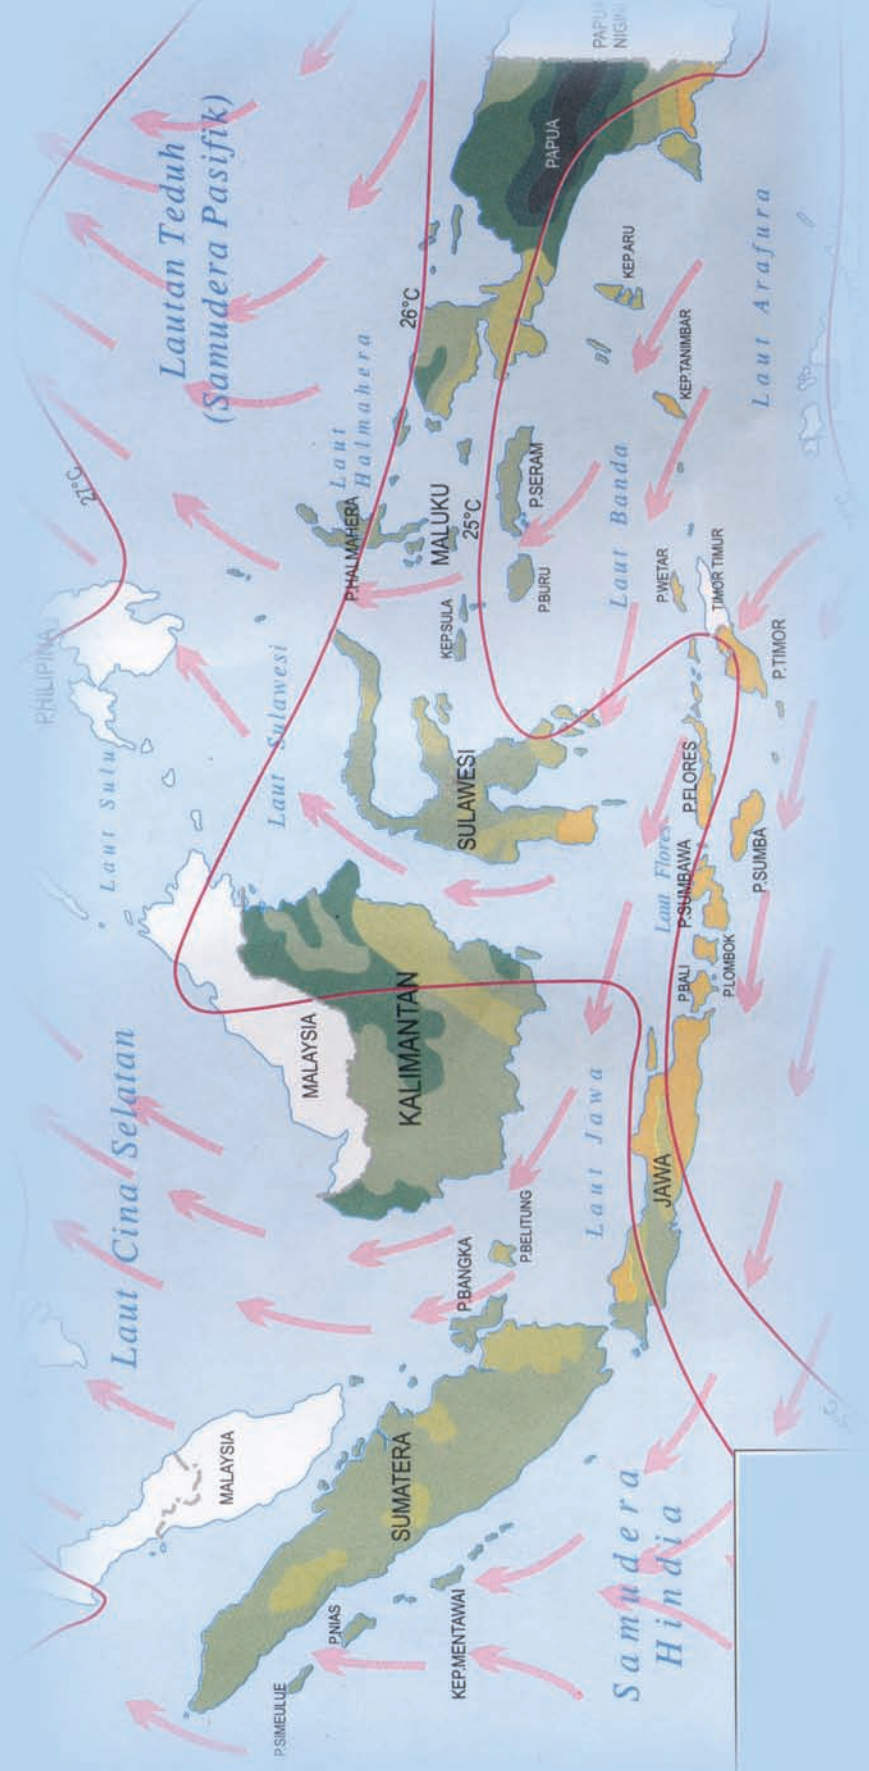 PHILIPINA
27°C
Lautan Teduh
(Samudera Pasifik)
Laut Cina Selatan
Laut Sulu
Laut Sulawesi
Laut
Halmahera
P.HALMAHERA
26°C
MALAYSIA
MALAYSIA
KALIMANTAN
SULAWESI
KEP.SULA
MALUKU
25°C
P.BURU
P.SERAM
PAPUA
PAPU
NIGIN
SUMATERA
P.SIMEULUE
P.NIAS
KEP.MENTAWAI
P.BANGKA
P.BELITUNG
Laut Jawa
Laut Flores
Laut Banda
KEP.ARU
KEP.TANIMBAR
Laut Arafura
Samudera
Hindia
JAWA
P.BALI
P.LOMBOK
P.SUMBAWA
P.SUMBA
P.FLORES
P.WETAR
TIMOR TIMUR
P.TIMOR